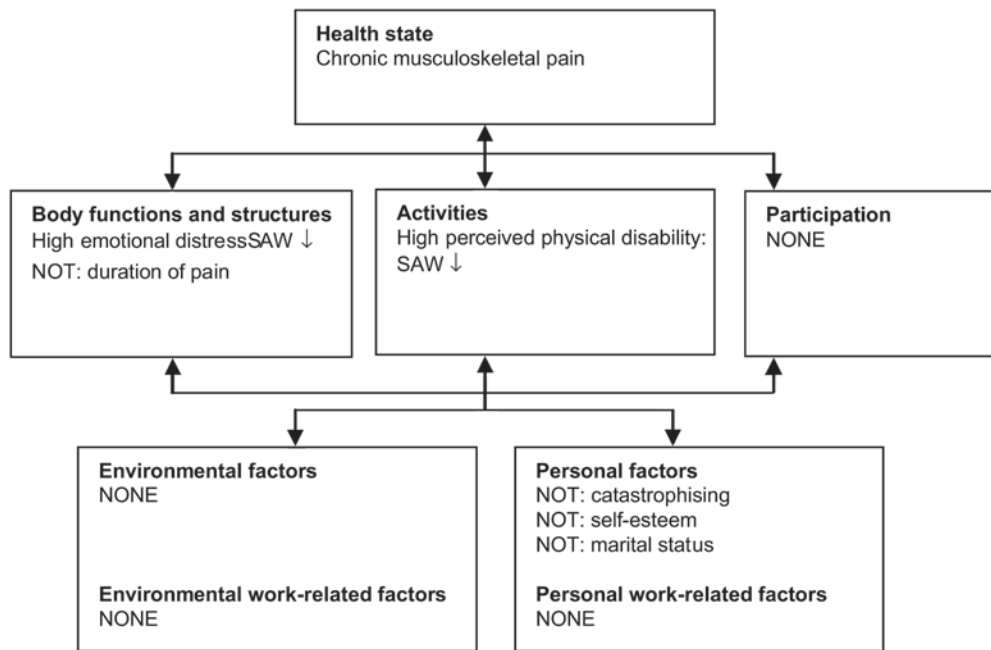 Health state
Chronic musculoskeletal pain
Body functions and structures
High emotional distressSAW ↓
NOT: duration of pain
Activities
High perceived physical disability:
SAW ↓
Participation
NONE
Environmental factors
NONE
Environmental work-related factors
NONE
Personal factors
NOT: catastrophising
NOT: self-esteem
NOT: marital status
Personal work-related factors
NONE